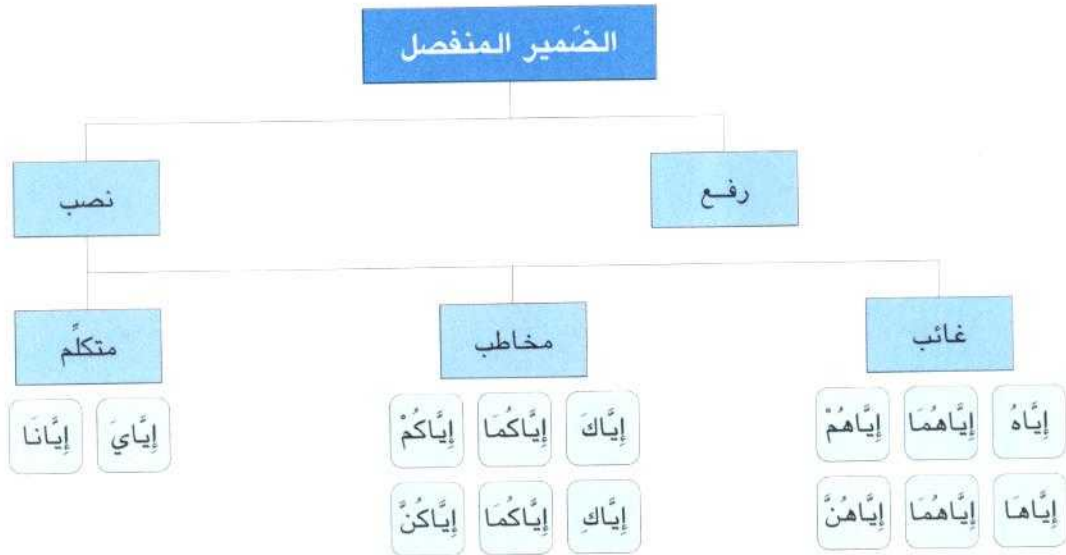 الضَمير المنفصل
رفـع
نصب
غائب
مخاطب
متكلِّم
إِيَّاهُ إِيَّاهُمَا إِيَّاهُمْ
إِيَّاهَا إِيَّاهُمَا إِيَّاهُنَّ
إِيَّاكَ إِيَّاكُمَا إِيَّاكُمْ
إِيَّاكِ إِيَّاكُمَا إِيَّاكُنَّ
إِيَّايَ إِيَّانَا